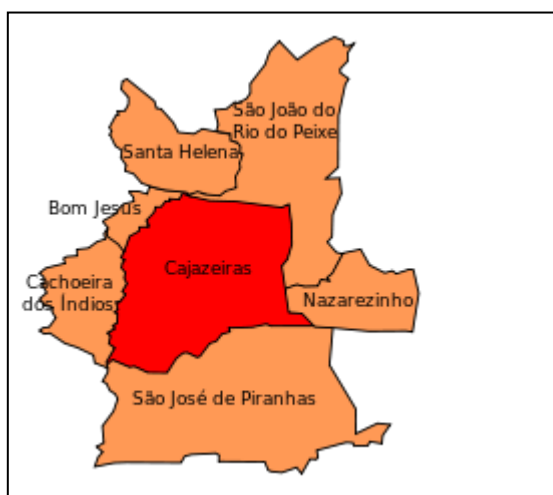 São João do
Rio do Peixe
Santa Helena
Bom Jesus
Cajazeiras
Cachoeira
dos Índios
Nazarezinho
São José de Piranhas